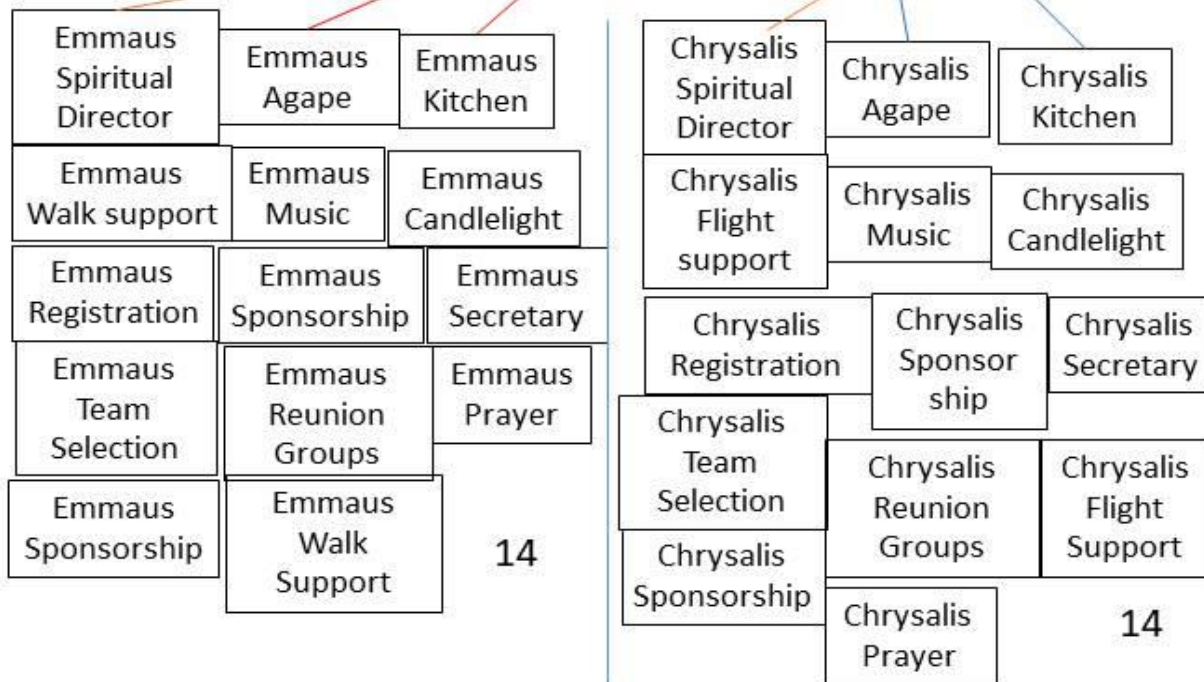 Emmaus
Spiritual
Director
Emmaus
Agape
Emmaus
Kitchen
Emmaus
Walk support
Emmaus
Music
Emmaus
Candlelight
Emmaus
Registration
Emmaus
Sponsorship
Emmaus
Secretary
Emmaus
Team
Selection
Emmaus
Reunion
Groups
Emmaus
Prayer
Emmaus
Sponsorship
Emmaus
Walk
Support
14
Chrysalis
Spiritual
Director
Chrysalis
Agape
Chrysalis
Kitchen
Chrysalis
Flight
support
Chrysalis
Music
Chrysalis
Candlelight
Chrysalis
Registration
Chrysalis
Sponsor
ship
Chrysalis
Secretary
Chrysalis
Team
Selection
Chrysalis
Reunion
Groups
Chrysalis
Flight
Support
Chrysalis
Sponsorship
Chrysalis
Prayer
14